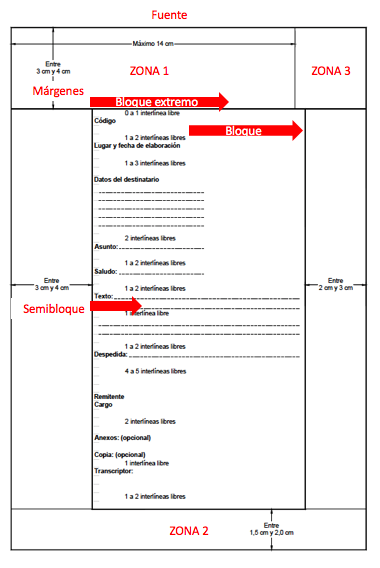 Fuente
Máximo 14 cm
Entre
3 cm y 4 cm
ZONA 1
ZONA 3
Márgenes
Bloque extremo
0 a 1 interlínea libre
Código
Bloque
1 a 2 interlíneas libres
Lugar y fecha de elaboración
1 a 3 interlíneas libres
Datos del destinatario
2 interlíneas libres
Asunto:
1 a 2 interlíneas libres
Saludo:
Entre
3 cm y 4 cm
Entre
2 cm y 3 cm
1 a 2 interlíneas libres
Texto:
Semibloque
1 interlínea libre
1 a 2 interlíneas libres
Despedida:
4 a 5 interlíneas libres
Remitente
Cargo
2 interlíneas libres
Anexos: (opcional)
Copia: (opcional)
1 interlínea libre
Transcriptor:
1 a 2 interlíneas libres
ZONA 2
Entre
1,5 cm y 2,0 cm